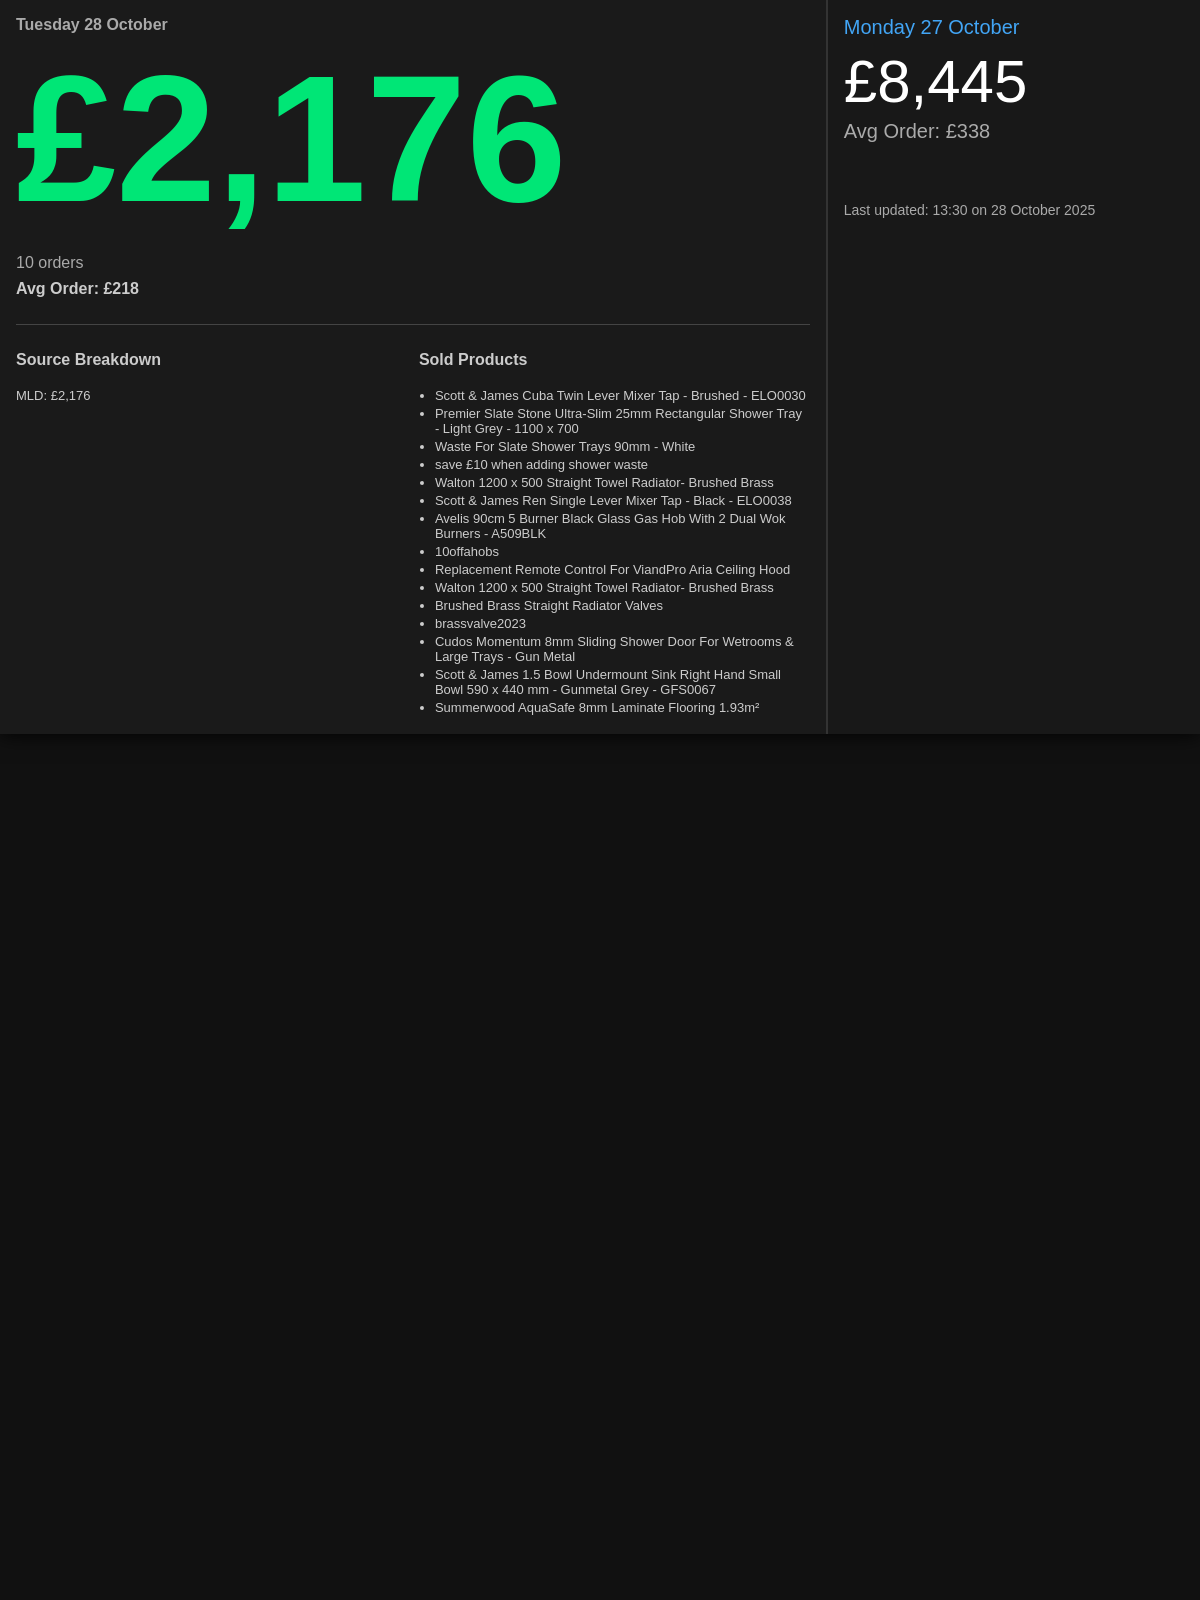 Tuesday 28 October
£2,176
10 orders
Avg Order: £218
Source Breakdown
MLD: £2,176
Sold Products
Scott & James Cuba Twin Lever Mixer Tap - Brushed - ELO0030
Premier Slate Stone Ultra-Slim 25mm Rectangular Shower Tray
- Light Grey - 1100 x 700
Waste For Slate Shower Trays 90mm - White
save £10 when adding shower waste
Walton 1200 x 500 Straight Towel Radiator- Brushed Brass
Scott & James Ren Single Lever Mixer Tap - Black - ELO0038
Avelis 90cm 5 Burner Black Glass Gas Hob With 2 Dual Wok
Burners - A509BLK
10offahobs
Replacement Remote Control For ViandPro Aria Ceiling Hood
Walton 1200 x 500 Straight Towel Radiator- Brushed Brass
Brushed Brass Straight Radiator Valves
brassvalve2023
Cudos Momentum 8mm Sliding Shower Door For Wetrooms &
Large Trays - Gun Metal
Scott & James 1.5 Bowl Undermount Sink Right Hand Small
Bowl 590 x 440 mm - Gunmetal Grey - GFS0067
Summerwood AquaSafe 8mm Laminate Flooring 1.93m²
Monday 27 October
£8,445
Avg Order: £338
Last updated: 13:30 on 28 October 2025